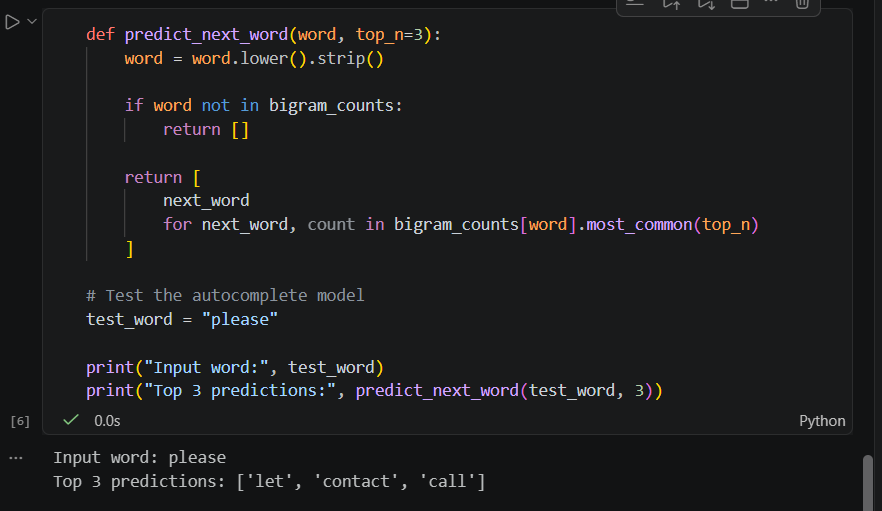 def predict_next_word(word, top_n=3):
    word = word.lower().strip()

    if word not in bigram_counts:
        return []

    return [
        next_word
        for next_word, count in bigram_counts[word].most_common(top_n)
    ]

# Test the autocomplete model
test_word = "please"

print("Input word:", test_word)
print("Top 3 predictions:", predict_next_word(test_word, 3))
[6] 0.0s Python
Input word: please
Top 3 predictions: ['let', 'contact', 'call']